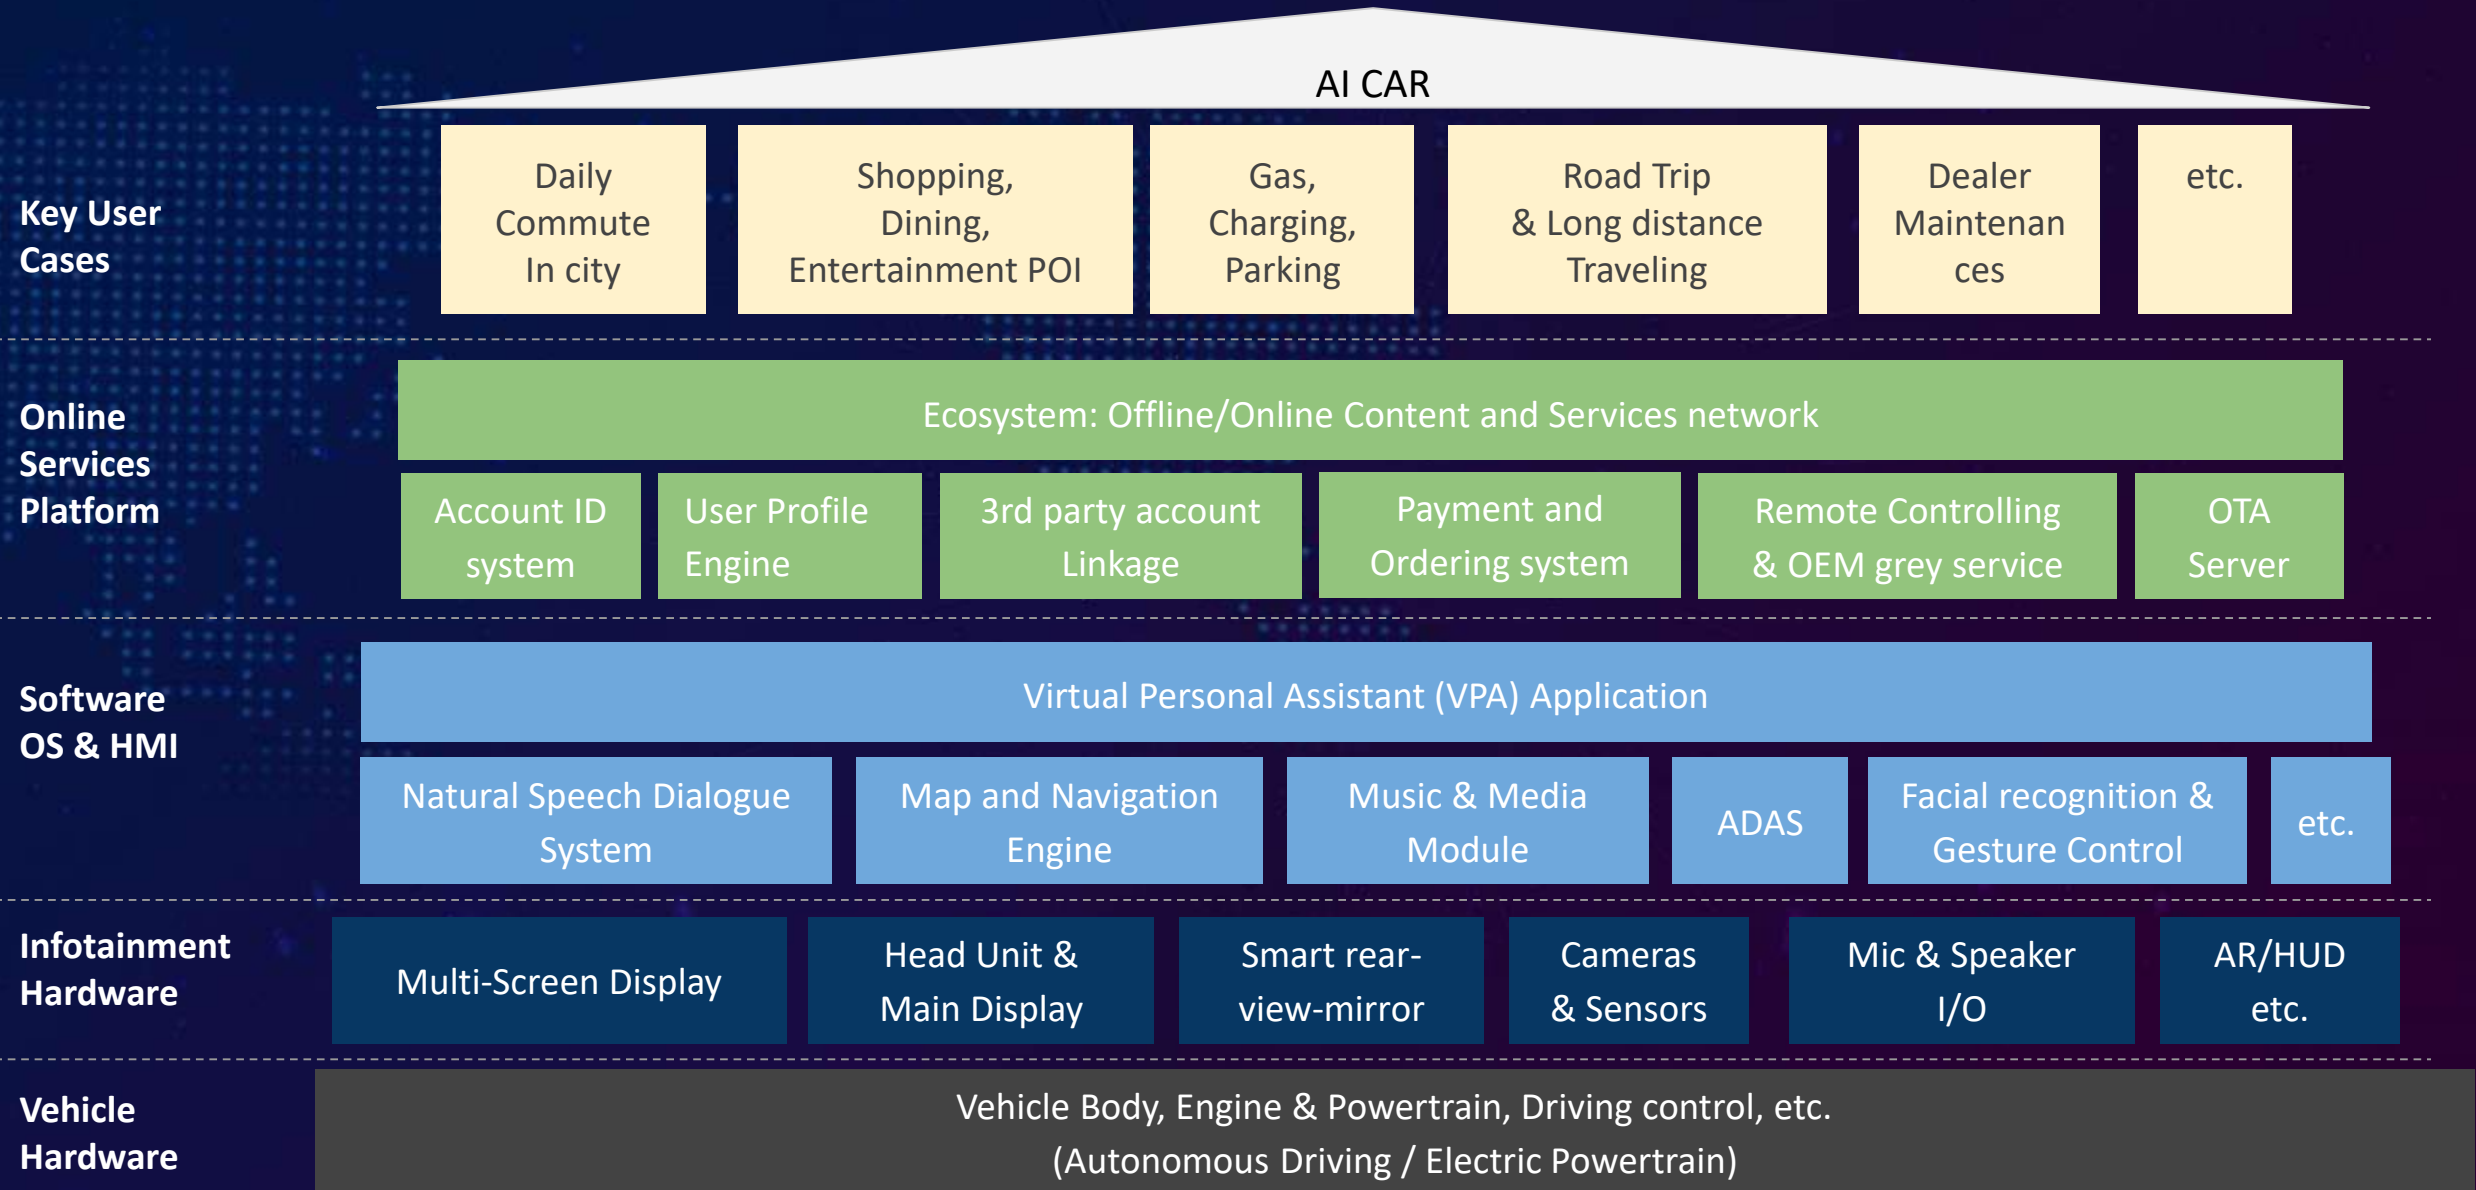 AI CAR
Key User
Cases
Daily
Commute
In city
Shopping,
Dining,
Entertainment POI
Gas,
Charging,
Parking
Road Trip
& Long distance
Traveling
Dealer
Maintenan
ces
etc.
Online
Services
Platform
Ecosystem: Offline/Online Content and Services network
Account ID
system
User Profile
Engine
3rd party account
Linkage
Payment and
Ordering system
Remote Controlling
& OEM grey service
OTA
Server
Software
OS & HMI
Virtual Personal Assistant (VPA) Application
Natural Speech Dialogue
System
Map and Navigation
Engine
Music & Media
Module
ADAS
Facial recognition &
Gesture Control
etc.
Infotainment
Hardware
Multi-Screen Display
Head Unit &
Main Display
Smart rear-
view-mirror
Cameras
& Sensors
Mic & Speaker
I/O
AR/HUD
etc.
Vehicle
Hardware
Vehicle Body, Engine & Powertrain, Driving control, etc.
(Autonomous Driving / Electric Powertrain)